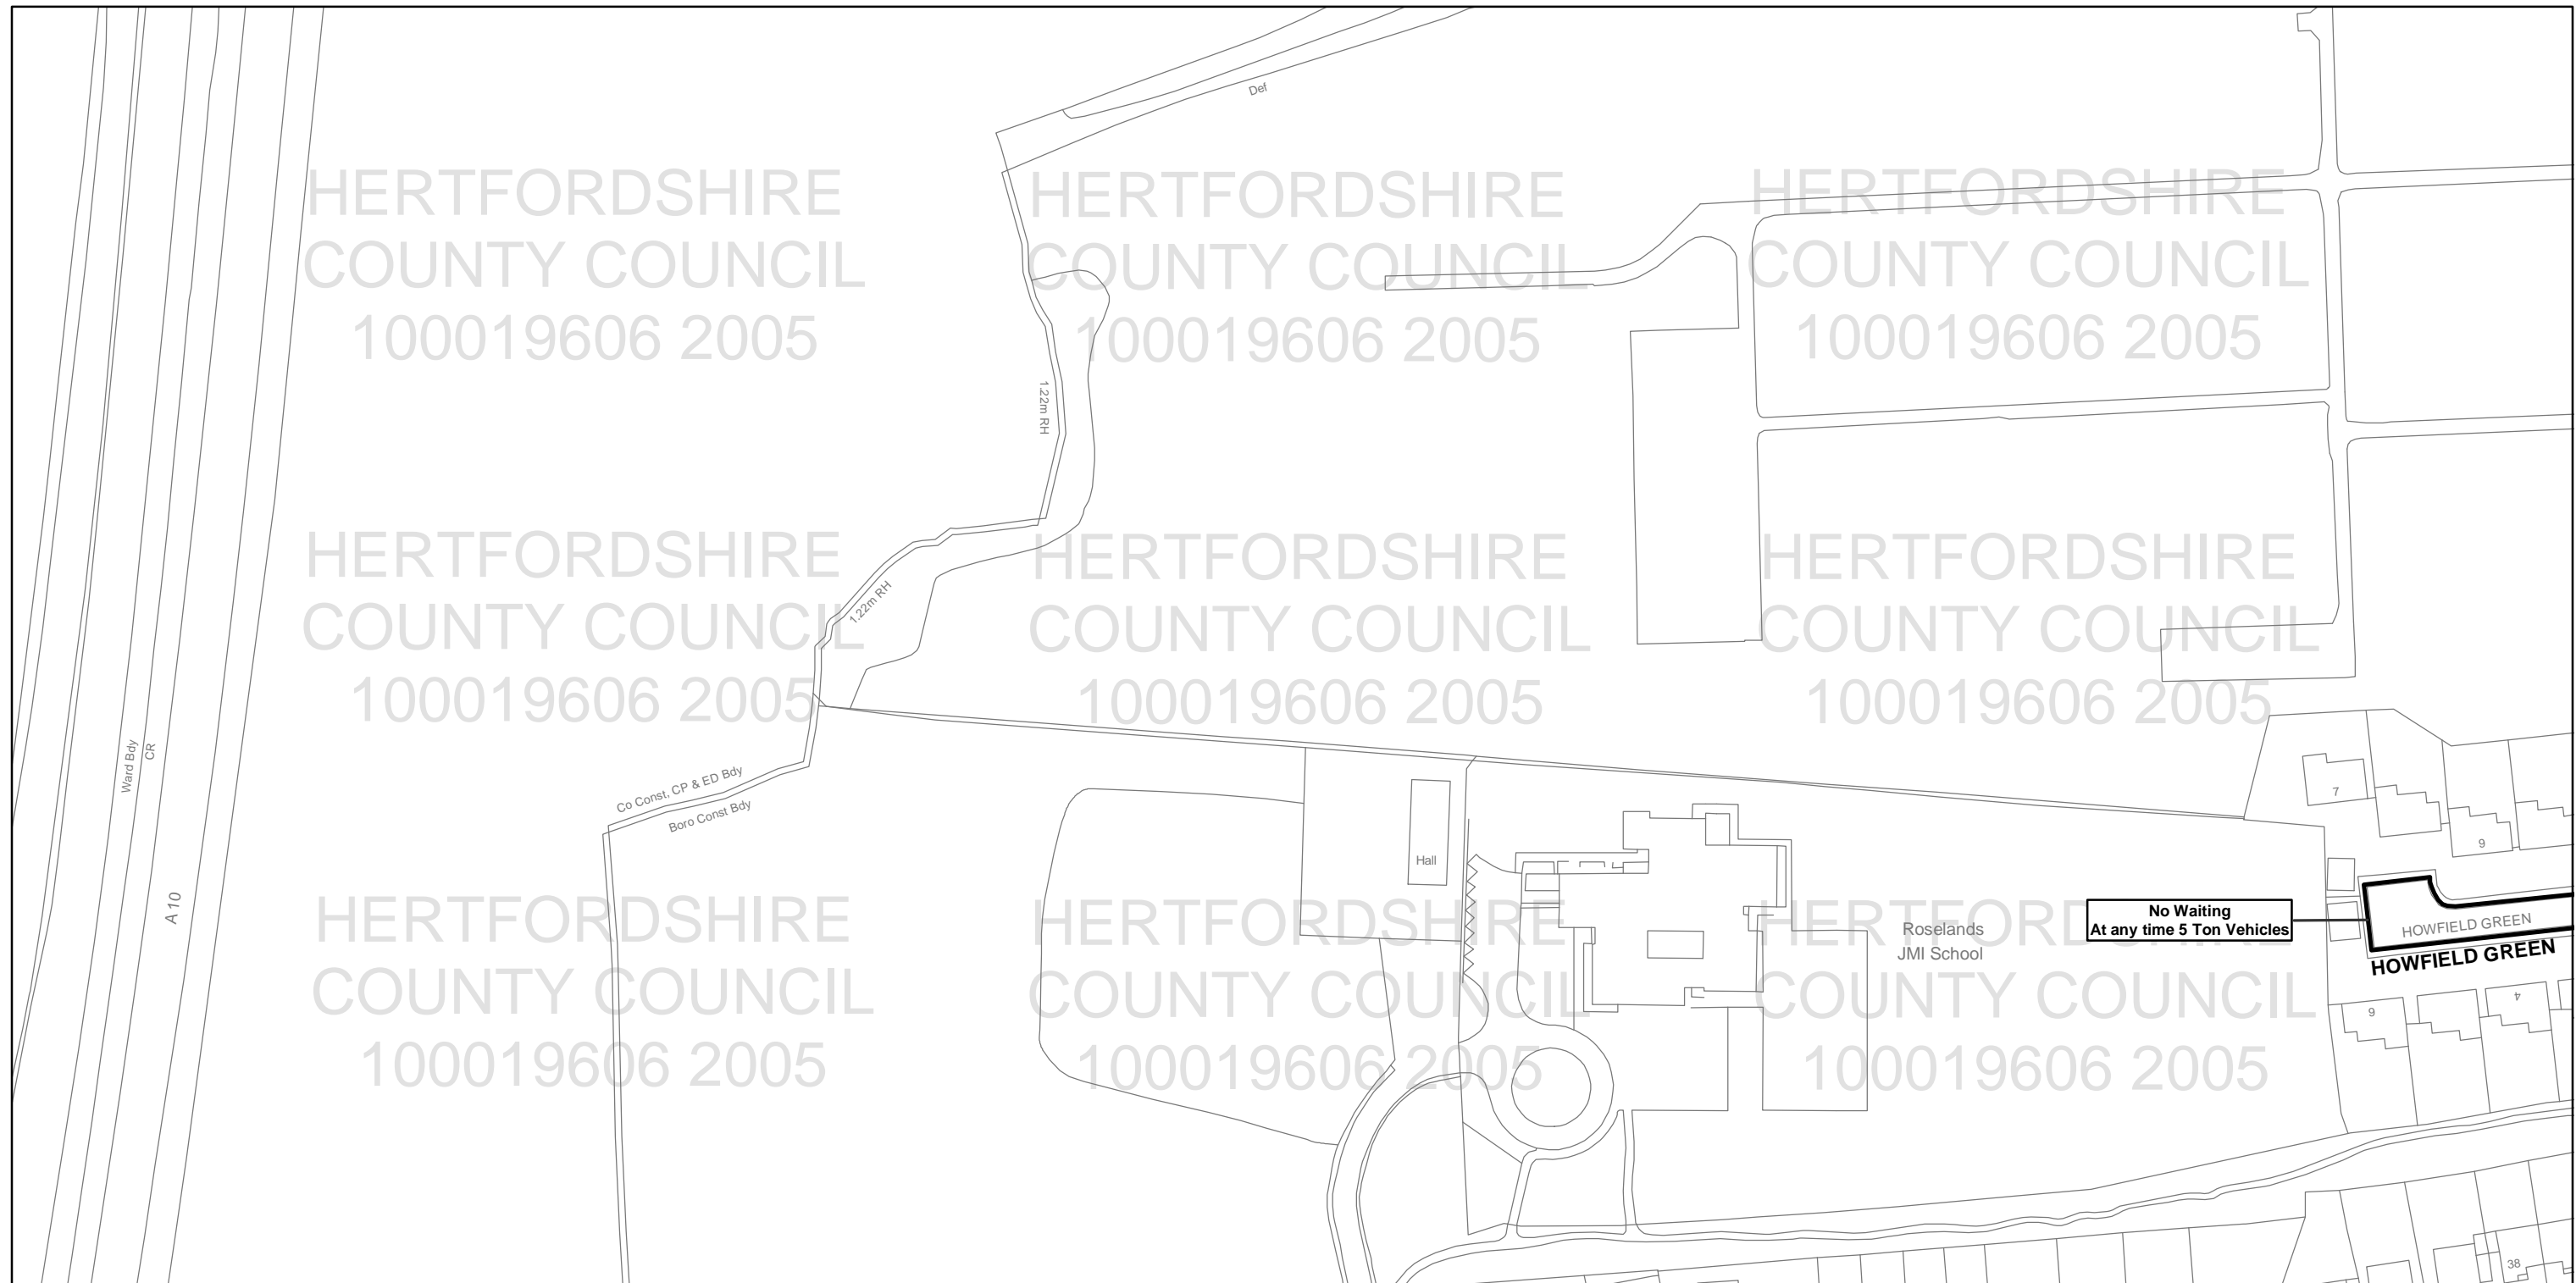 Def
HERTFORDSHIRE
COUNTY COUNCIL
100019606 2005
HERTFORDSHIRE
COUNTY COUNCIL
100019606 2005
HERTFORDSHIRE
COUNTY COUNCIL
100019606 2005
1.22m RH
HERTFORDSHIRE
COUNTY COUNCIL
100019606 2005
HERTFORDSHIRE
COUNTY COUNCIL
100019606 2005
HERTFORDSHIRE
COUNTY COUNCIL
100019606 2005
1.22m RH
Ward Bdy
CR
Co Const, CP & ED Bdy
Boro Const Bdy
7
9
Hall
A 10
HERTFORDSHIRE
COUNTY COUNCIL
100019606 2005
HERTFORDSHIRE
COUNTY COUNCIL
100019606 2005
HERTFORDSHIRE
COUNTY COUNCIL
100019606 2005
Roselands
JMI School
No Waiting
At any time 5 Ton Vehicles
HOWFIELD GREEN
HOWFIELD GREEN
6
4
38